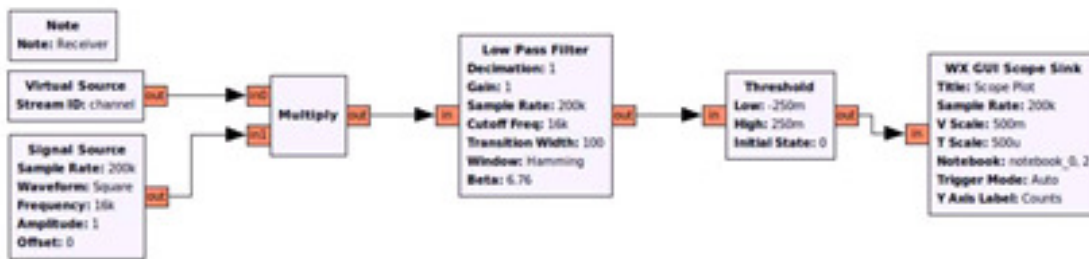 Note
Note: Receiver
Virtual Source
Stream ID: channel
out
Signal Source
Sample Rate: 200k
Waveform: Square
Frequency: 16k
Amplitude: 1
Offset: 0
out
in0
in1
Multiply
out
in
Low Pass Filter
Decimation: 1
Gain: 1
Sample Rate: 200k
Cutoff Freq: 16k
Transition Width: 100
Window: Hamming
Beta: 6.76
out
in
Threshold
Low: -250m
High: 250m
Initial State: 0
out
in
WX GUI Scope Sink
Title: Scope Plot
Sample Rate: 200k
V Scale: 500m
T Scale: 500u
Notebook: notebook_0, 2
Trigger Mode: Auto
Y Axis Label: Counts